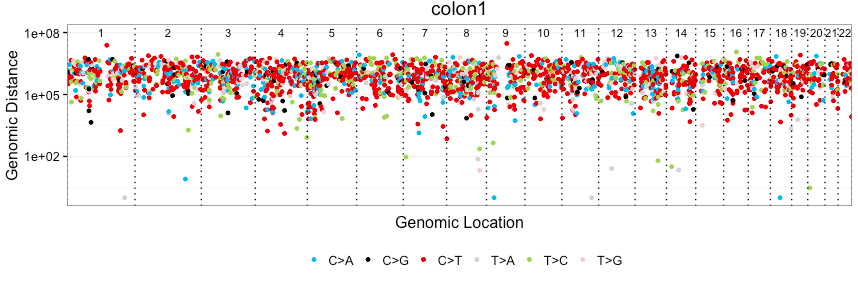 colon1
1 2 3 4 5 6 7 8 9 10 11 12 13 14 15 16 17 18 19 20 21 22
1e+08
1e+05
1e+02
Genomic Distance
Genomic Location
C>A C>G C>T T>A T>C T>G